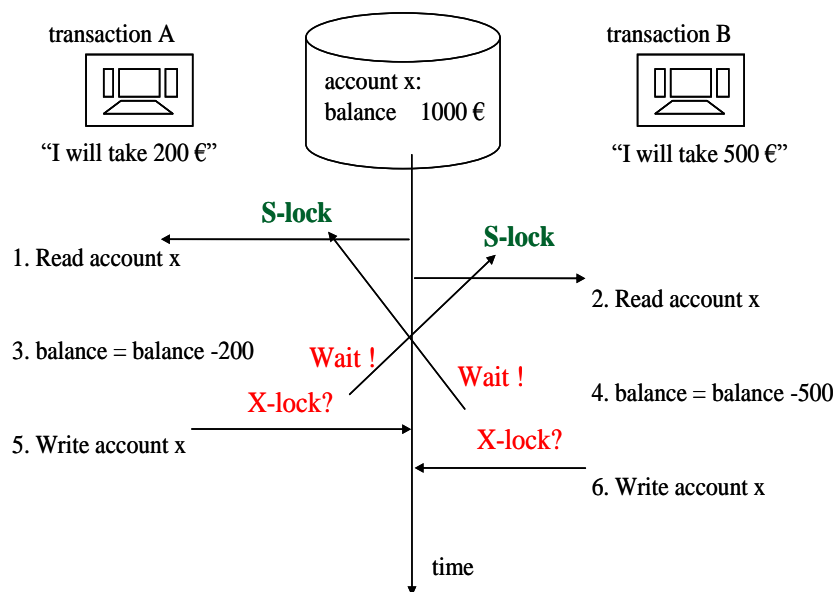 transaction A
transaction B
account x:
balance 1000 €
“I will take 200 €”
“I will take 500 €”
S-lock
S-lock
1. Read account x
2. Read account x
3. balance = balance -200
Wait !
Wait !
4. balance = balance -500
X-lock?
X-lock?
5. Write account x
6. Write account x
time